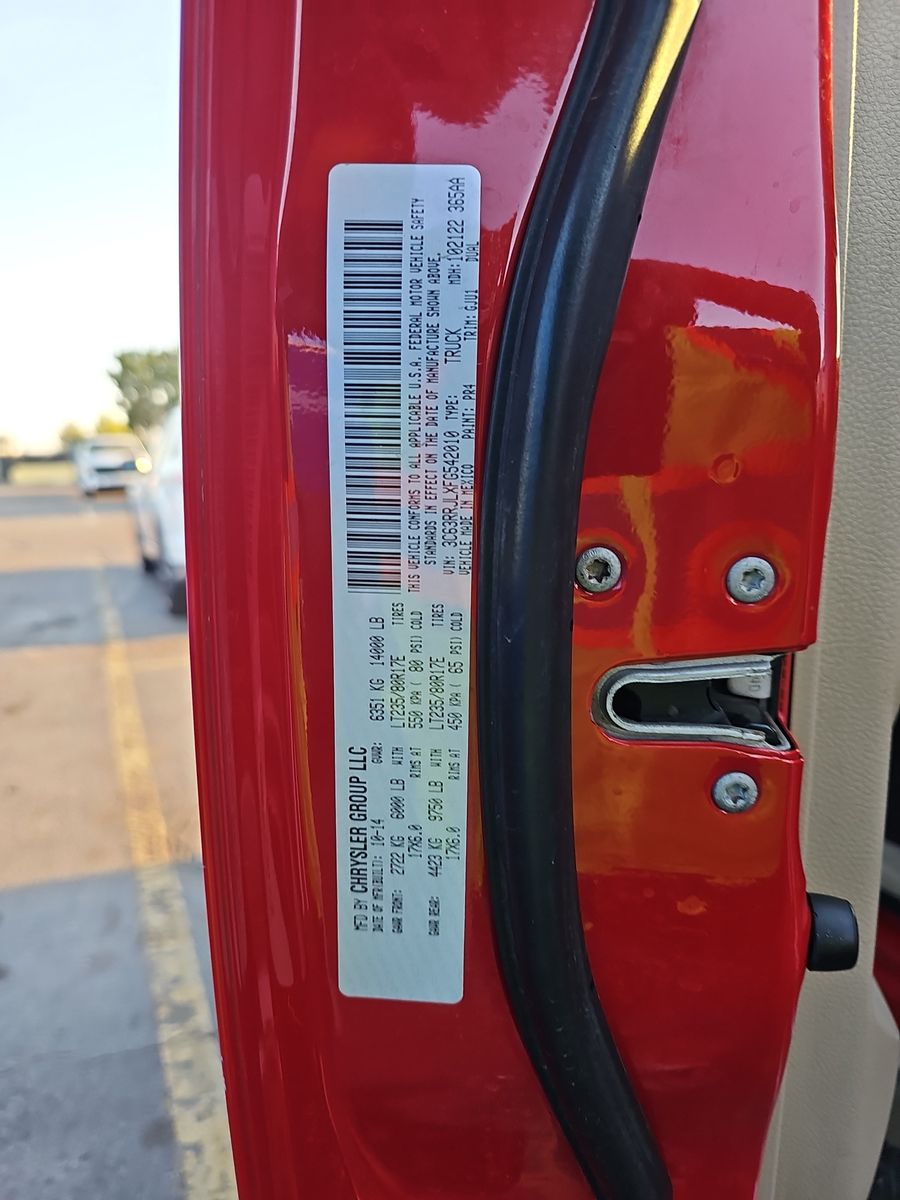 MFD BY CHRYSLER GROUP LLC
DATE OF MFR(BUILT): 10-14 GVWR: 6351 KG 14000 LB
GAWR FRONT: 2722 KG 6000 LB WITH LT235/80R17E TIRES
17X6.0 RIMS AT 550 KPA ( 80 PSI) COLD
GAWR REAR: 4423 KG 9750 LB WITH LT235/80R17E TIRES
17X6.0 RIMS AT 450 KPA ( 65 PSI) COLD
THIS VEHICLE CONFORMS TO ALL APPLICABLE U.S.A. FEDERAL MOTOR VEHICLE SAFETY
STANDARDS IN EFFECT ON THE DATE OF MANUFACTURE SHOWN ABOVE.
VIN: 3C63RRJLXFG542010 TYPE: TRUCK MDH:102122 365AA
VEHICLE MADE IN MEXICO PAINT: PR4 TRIM: GJU1 DUAL